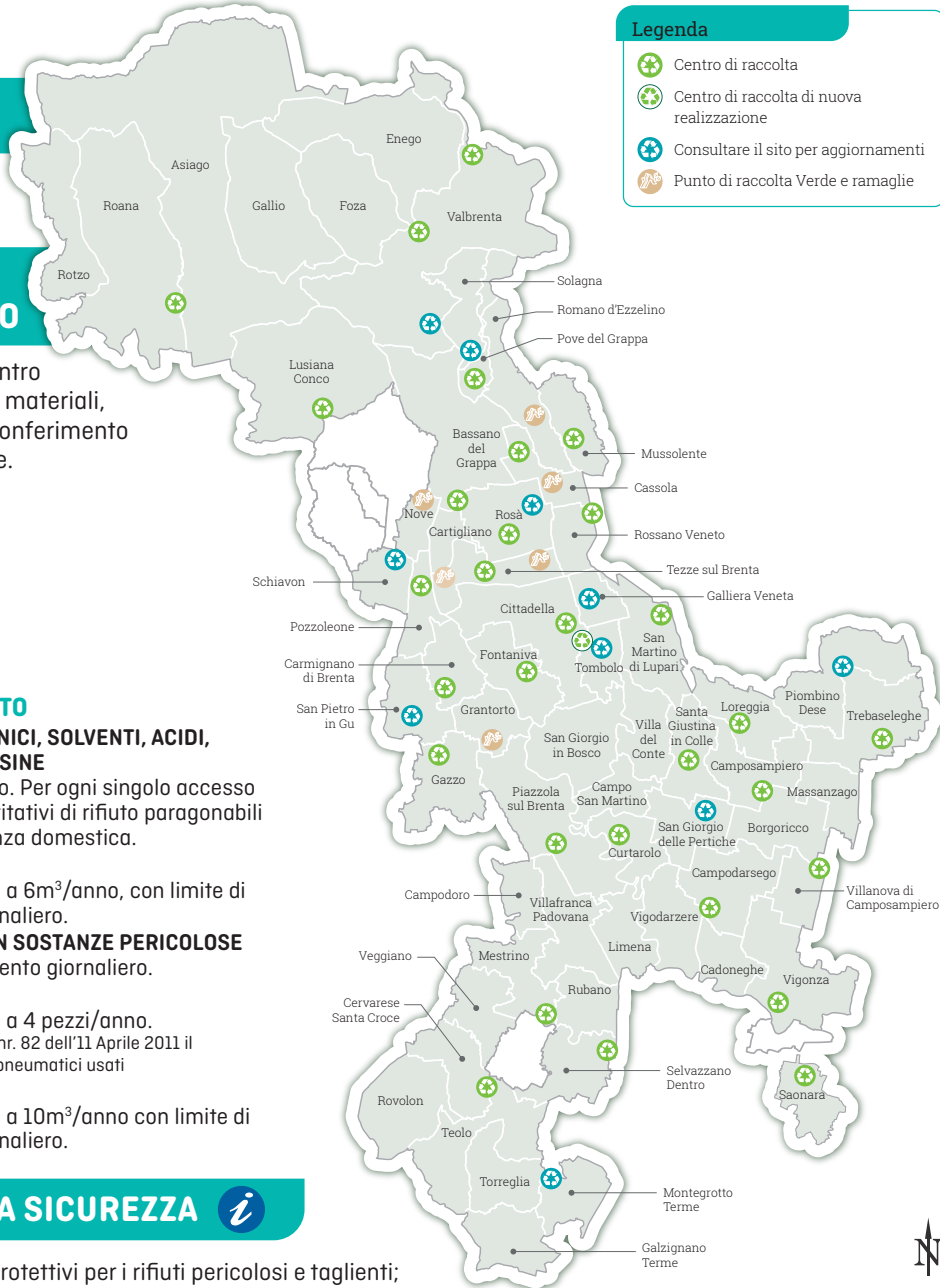 Legenda
Centro di raccolta
Centro di raccolta di nuova
realizzazione
Consultare il sito per aggiornamenti
Punto di raccolta Verde e ramaglie
O
ntro
materiali,
onferimento
e.
TO
NICI, SOLVENTI, ACIDI,
SINE
o. Per ogni singolo accesso
titativi di rifiuto paragonabili
nza domestica.
a 6m³/anno, con limite di
naliero.
N SOSTANZE PERICOLOSE
ento giornaliero.
a 4 pezzi/anno.
nr. 82 dell'11 Aprile 2011 il
pneumatici usati
a 10m³/anno con limite di
naliero.
A SICUREZZA i
rotettivi per i rifiuti pericolosi e taglienti;
Enego
Asiago
Roana
Gallio
Foza
Valbrenta
Rotzo
Solagna
Romano d'Ezzelino
Pove del Grappa
Lusiana
Conco
Bassano
del
Grappa
Mussolente
Cassola
Nove
Rosà
Cartigliano
Rossano Veneto
Schiavon
Tezze sul Brenta
Galliera Veneta
Cittadella
Pozzoleone
San
Martino
di Lupari
Tombolo
Fontaniva
Carmignano
di Brenta
San Pietro
in Gu
Grantorto
Gazzo
San Giorgio
in Bosco
Villa
del
Conte
Santa
Giustina
in Colle
Loreggia
Piombino
Dese
Trebaseleghe
Camposampiero
Massanzago
Piazzola
sul Brenta
Campo
San Martino
San Giorgio
delle Pertiche
Borgoricco
Curtarolo
Campodarsego
Campodoro
Villafranca
Padovana
Vigodarzere
Villanova di
Camposampiero
Limena
Veggiano
Mestrino
Cadoneghe
Vigonza
Rubano
Cervarese
Santa Croce
Selvazzano
Dentro
Saonara
Rovolon
Teolo
Torreglia
Montegrotto
Terme
Galzignano
Terme
N